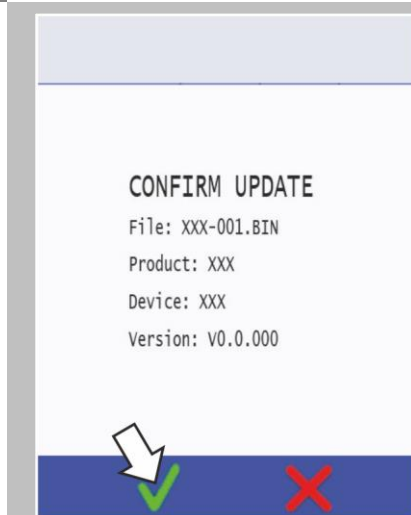 CONFIRM UPDATE
File: XXX-001.BIN
Product: XXX
Device: XXX
Version: V0.0.000